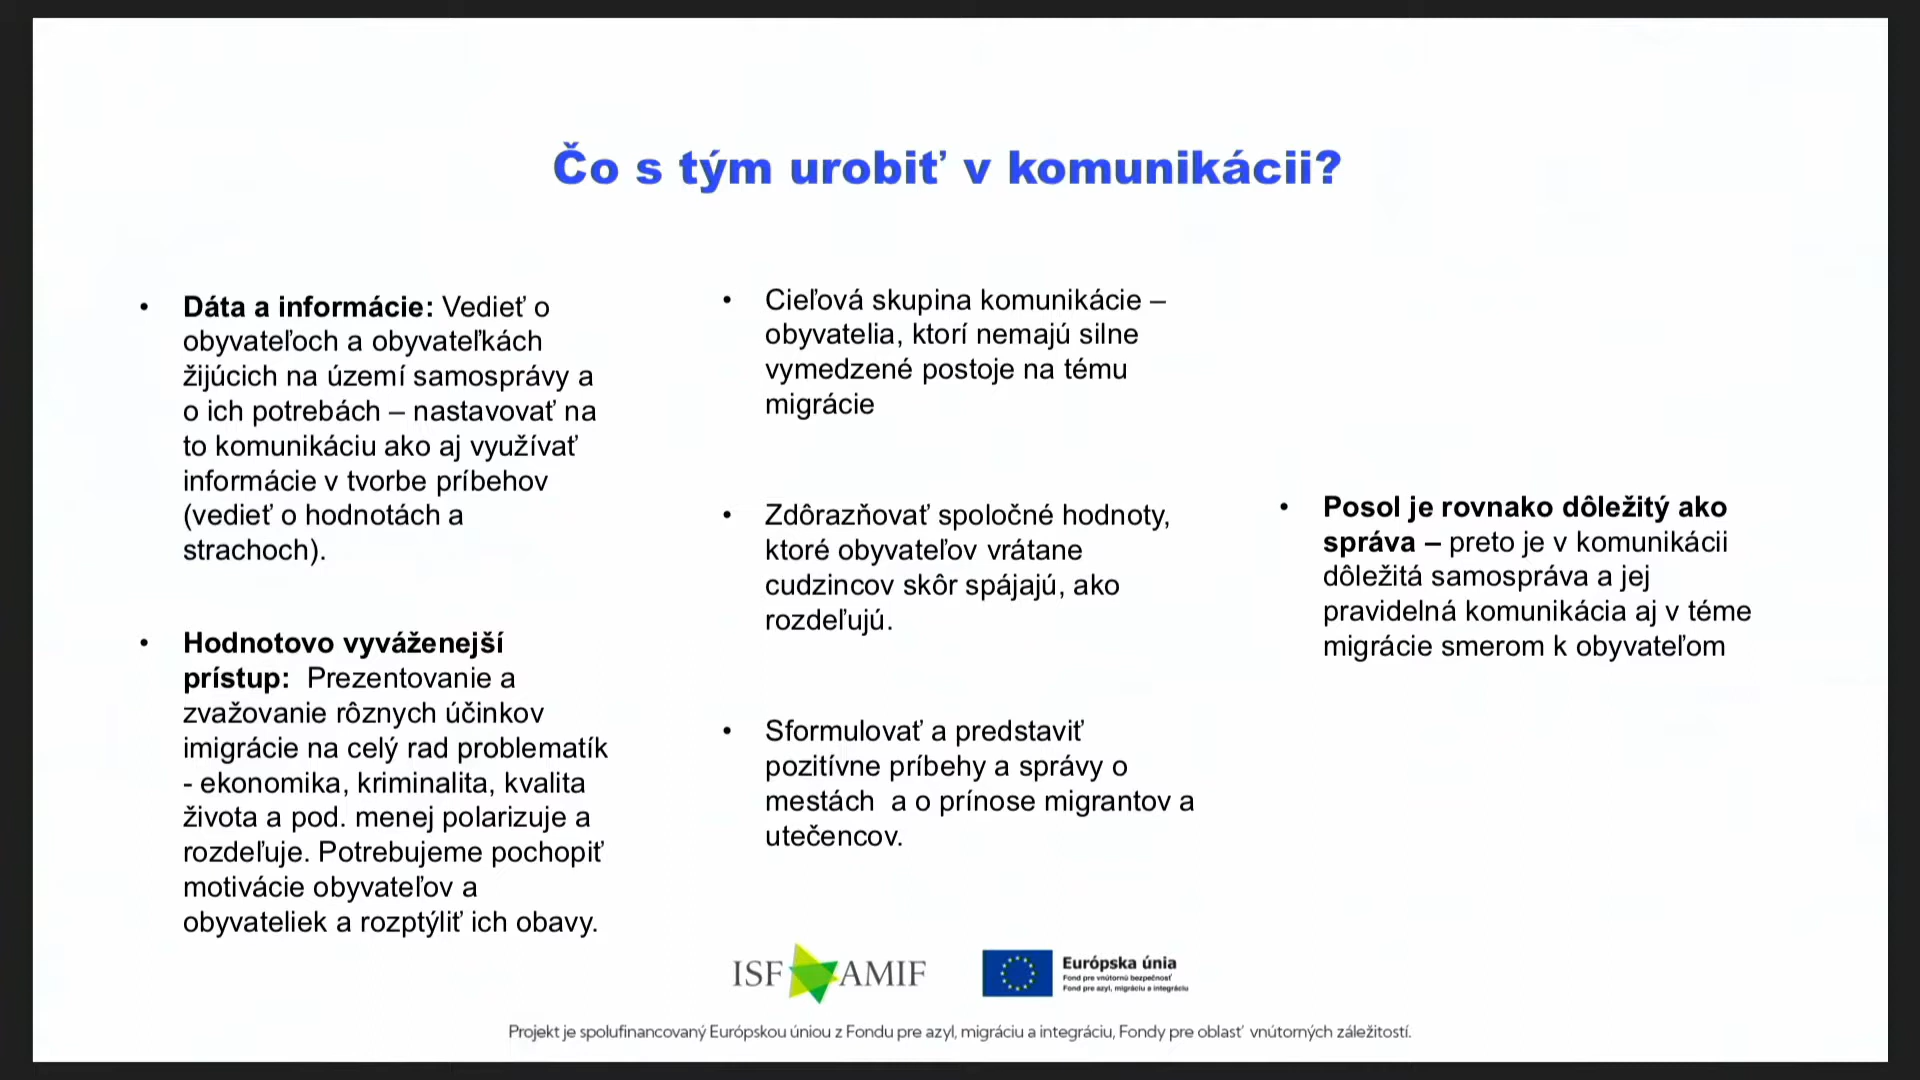 Čo s tým urobiť v komunikácii?
• Dáta a informácie: Vedieť o
obyvateľoch a obyvateľkách
žijúcich na území samosprávy a
o ich potrebách – nastavovať na
to komunikáciu ako aj využívať
informácie v tvorbe príbehov
(vedieť o hodnotách a
strachoch).
• Hodnotovo vyváženejší
prístup:  Prezentovanie a
zvažovanie rôznych účinkov
imigrácie na celý rad problematík
- ekonomika, kriminalita, kvalita
života a pod. menej polarizuje a
rozdeľuje. Potrebujeme pochopiť
motivácie obyvateľov a
obyvateliek a rozptýliť ich obavy.
• Cieľová skupina komunikácie –
obyvatelia, ktorí nemajú silne
vymedzené postoje na tému
migrácie
• Zdôrazňovať spoločné hodnoty,
ktoré obyvateľov vrátane
cudzincov skôr spájajú, ako
rozdeľujú.
• Sformulovať a predstaviť
pozitívne príbehy a správy o
mestách  a o prínose migrantov a
utečencov.
• Posol je rovnako dôležitý ako
správa – preto je v komunikácii
dôležitá samospráva a jej
pravidelná komunikácia aj v téme
migrácie smerom k obyvateľom
ISF AMIF
Európska únia
Fond pre vnútornú bezpečnosť
Fond pre azyl, migráciu a integráciu
Projekt je spolufinancovaný Európskou úniou z Fondu pre azyl, migráciu a integráciu, Fondy pre oblasť vnútorných záležitostí.